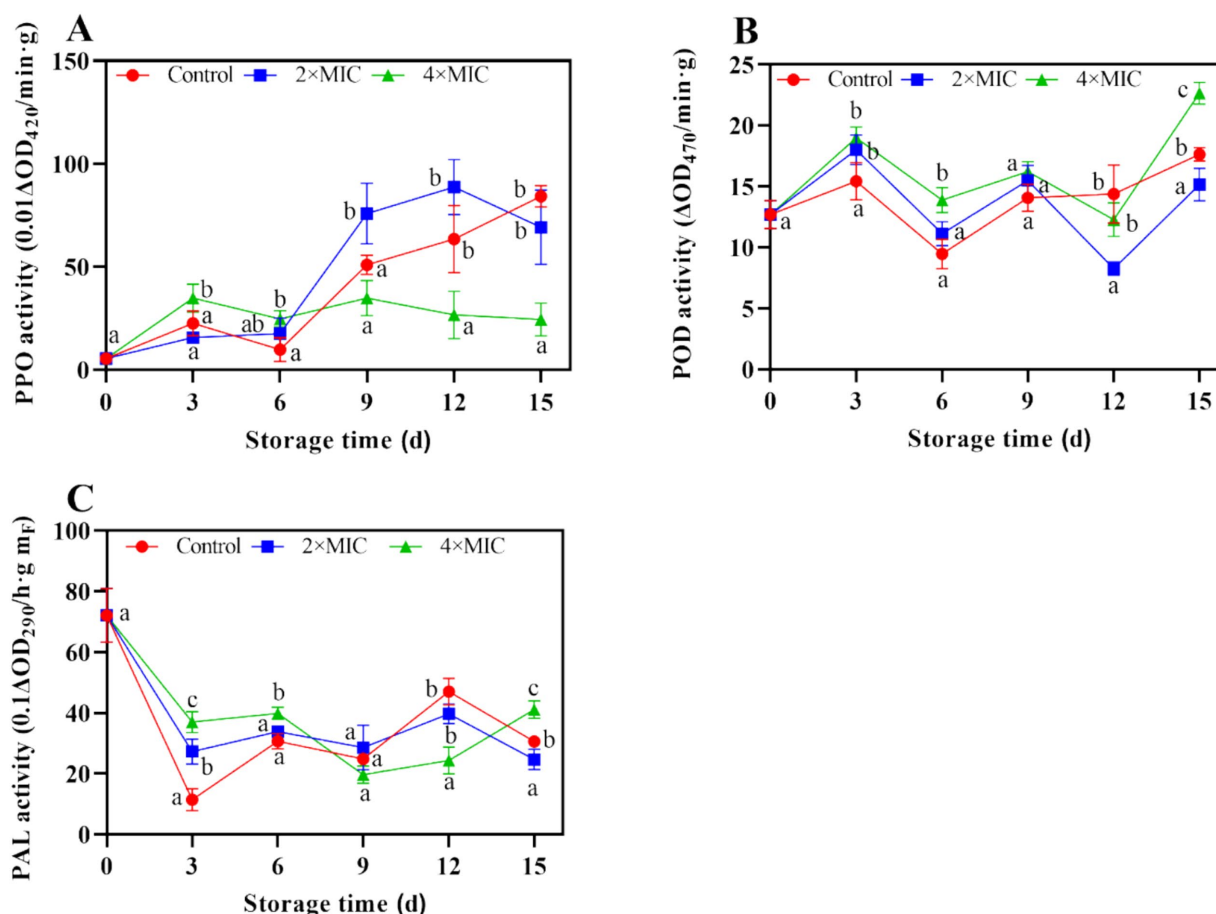 A
PPO activity (0.01ΔOD₄₂₀/min·g)
150
100
50
0
Control 2×MIC 4×MIC
a
b
a
a
b
ab
a
b
a
a
b
b
a
b
b
a
0 3 6 9 12 15
Storage time (d)
B
POD activity (ΔOD₄₇₀/min·g)
25
20
15
10
5
0
Control 2×MIC 4×MIC
a
b
b
a
b
a
a
a
a
a
b
b
a
c
b
a
0 3 6 9 12 15
Storage time (d)
C
PAL activity (0.1ΔOD₂₉₀/h·g m_F)
100
80
60
40
20
0
Control 2×MIC 4×MIC
a
c
b
a
b
a
a
a
a
a
b
b
a
c
b
a
0 3 6 9 12 15
Storage time (d)